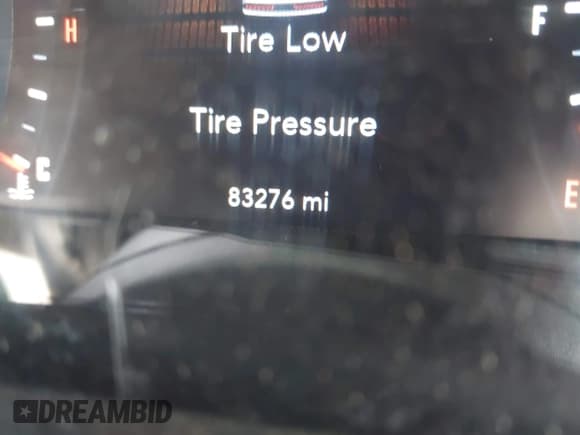 H
F
Tire Low
Tire Pressure
C
83276 mi
E
DREAMBID